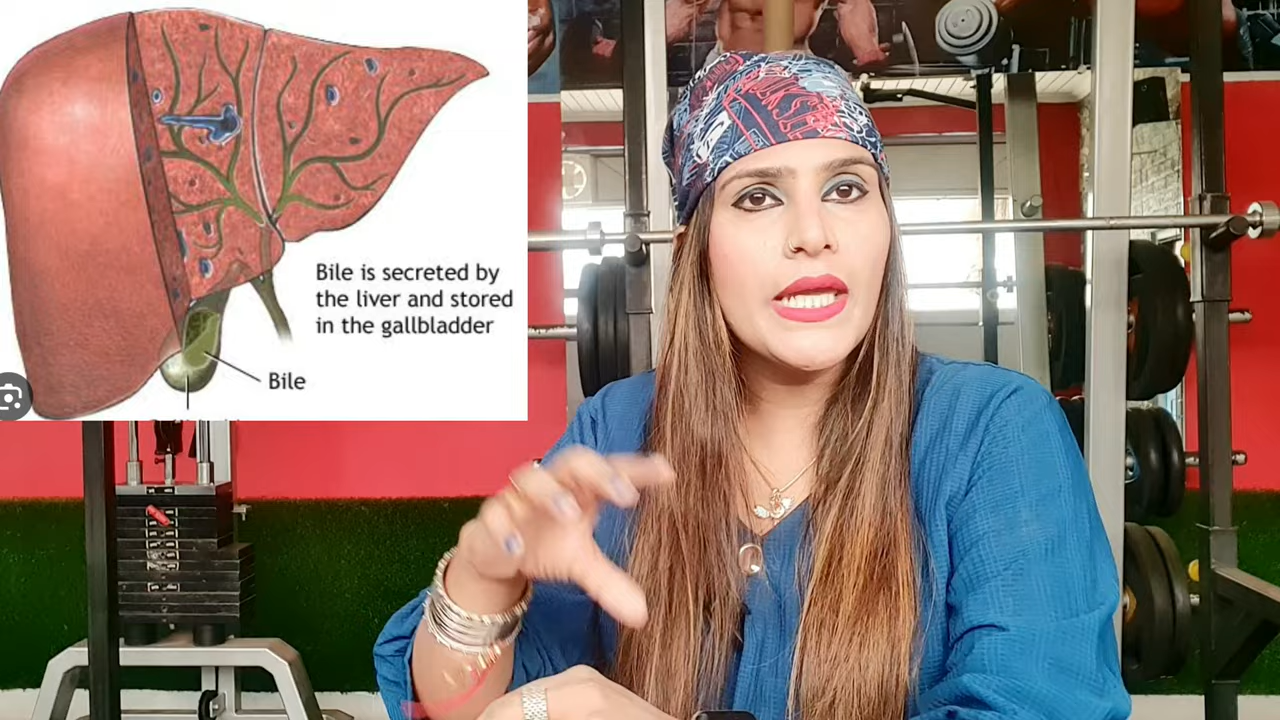 Bile is secreted by
the liver and stored
in the gallbladder
Bile